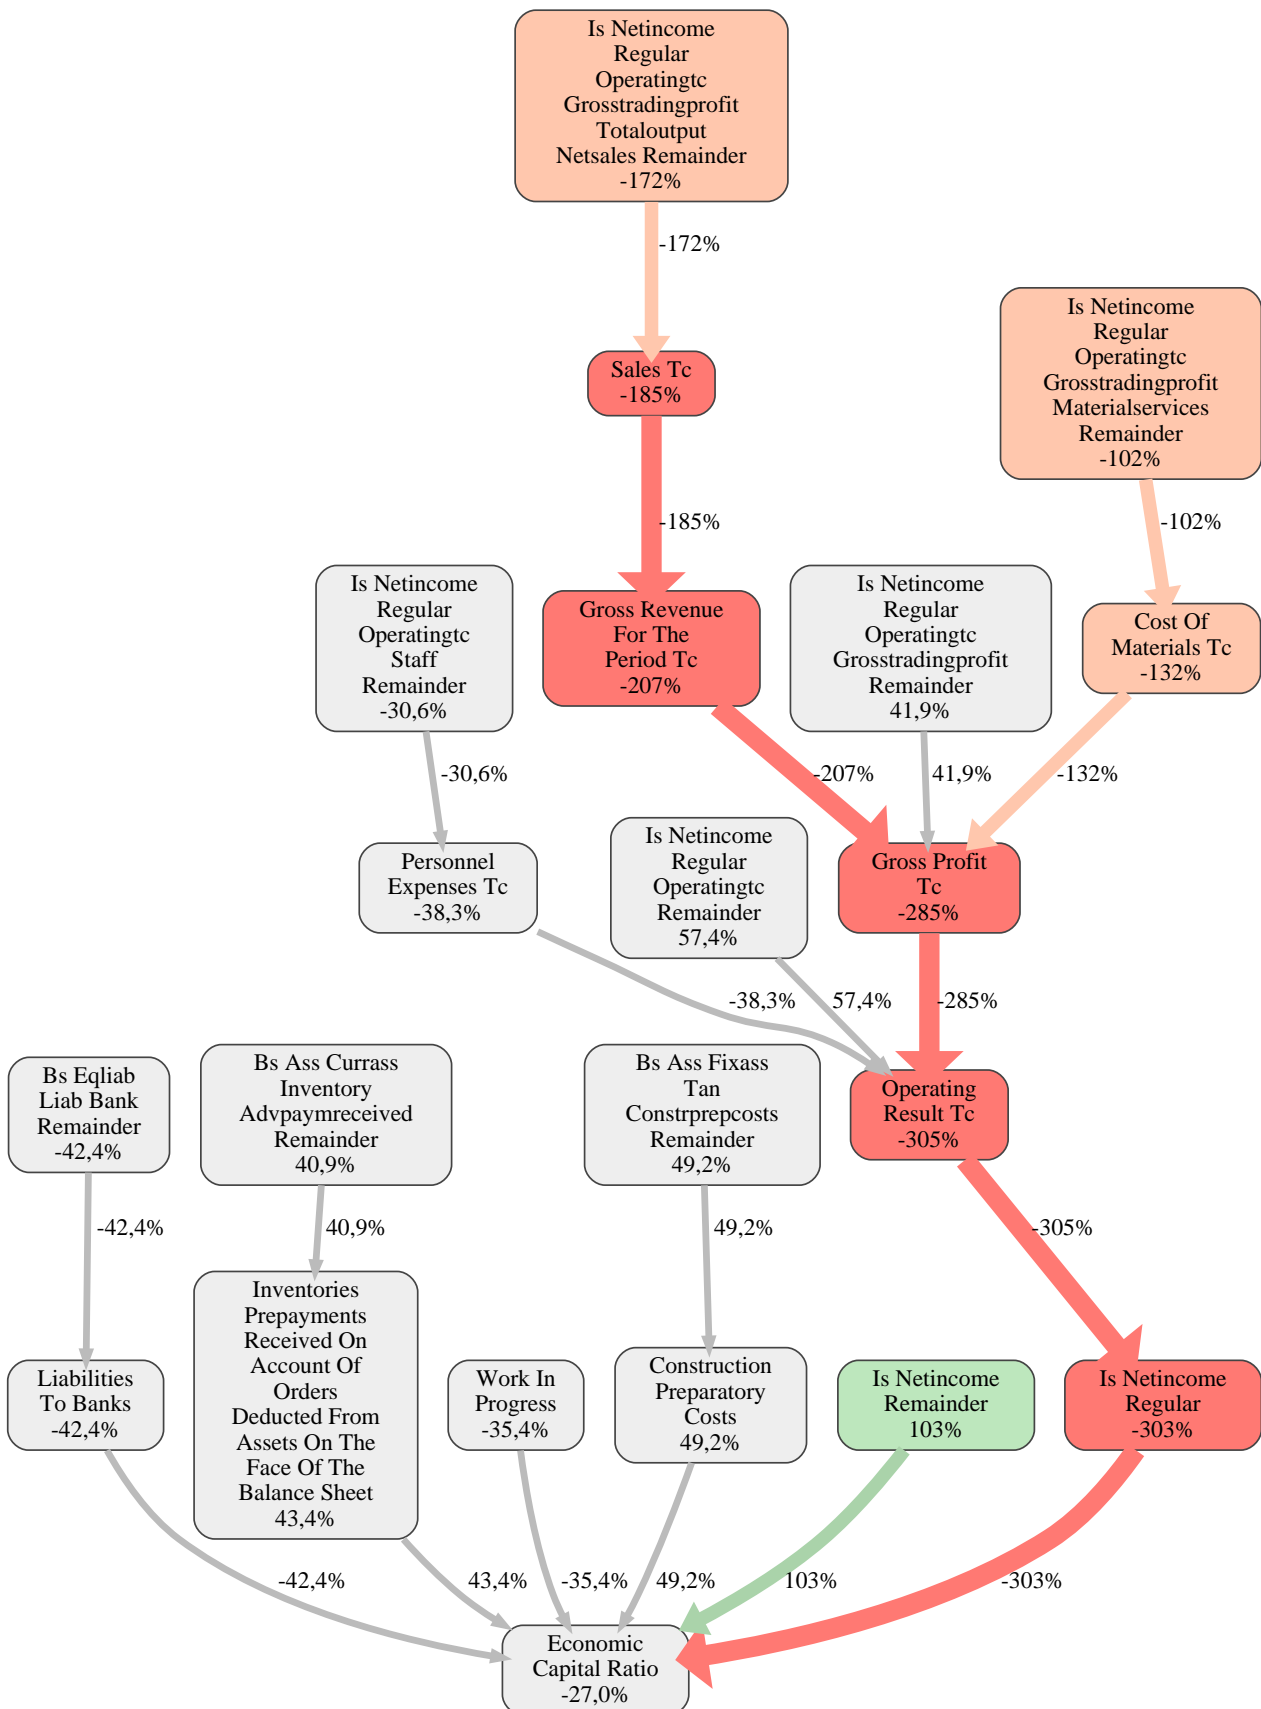 Is Netincome
Regular
Operatingtc
Grosstradingprofit
Totaloutput
Netsales Remainder
-172%
-172%
Is Netincome
Regular
Operatingtc
Grosstradingprofit
Materialservices
Remainder
-102%
Sales Tc
-185%
-185%
-102%
Is Netincome
Regular
Operatingtc
Staff
Remainder
-30,6%
Gross Revenue
For The
Period Tc
-207%
Is Netincome
Regular
Operatingtc
Grosstradingprofit
Remainder
41,9%
Cost Of
Materials Tc
-132%
-30,6%
-207%
41,9%
-132%
Personnel
Expenses Tc
-38,3%
Is Netincome
Regular
Operatingtc
Remainder
57,4%
Gross Profit
Tc
-285%
-38,3%
57,4%
-285%
Bs Eqliab
Liab Bank
Remainder
-42,4%
Bs Ass Currass
Inventory
Advpaymreceived
Remainder
40,9%
Bs Ass Fixass
Tan
Constrprepcosts
Remainder
49,2%
Operating
Result Tc
-305%
-42,4%
40,9%
49,2%
-305%
Liabilities
To Banks
-42,4%
Inventories
Prepayments
Received On
Account Of
Orders
Deducted From
Assets On The
Face Of The
Balance Sheet
43,4%
Work In
Progress
-35,4%
Construction
Preparatory
Costs
49,2%
Is Netincome
Remainder
103%
Is Netincome
Regular
-303%
-42,4%
43,4%
-35,4%
49,2%
103%
-303%
Economic
Capital Ratio
-27,0%